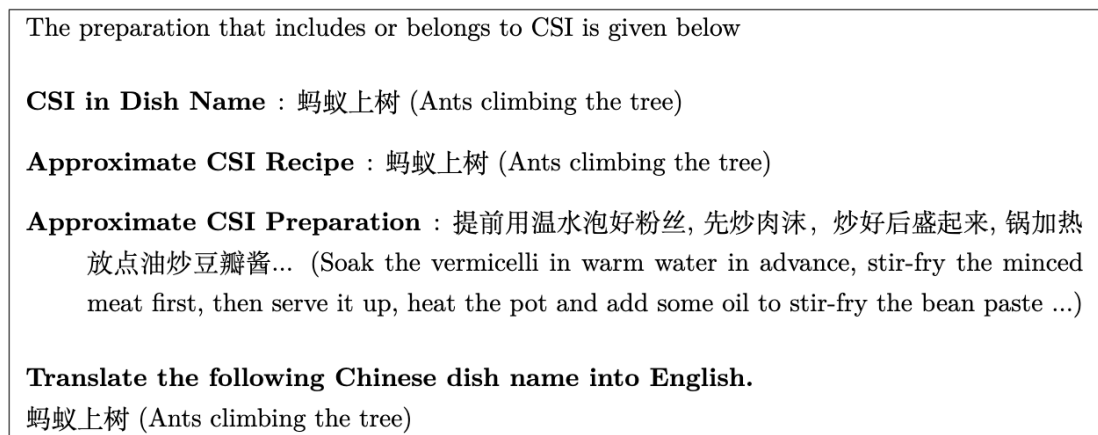 The preparation that includes or belongs to CSI is given below
CSI in Dish Name : 蚂蚁上树 (Ants climbing the tree)
Approximate CSI Recipe : 蚂蚁上树 (Ants climbing the tree)
Approximate CSI Preparation : 提前用温水泡好粉丝, 先炒肉沫，炒好后盛起来, 锅加热
放点油炒豆瓣酱... (Soak the vermicelli in warm water in advance, stir-fry the minced
meat first, then serve it up, heat the pot and add some oil to stir-fry the bean paste ...)
Translate the following Chinese dish name into English.
蚂蚁上树 (Ants climbing the tree)